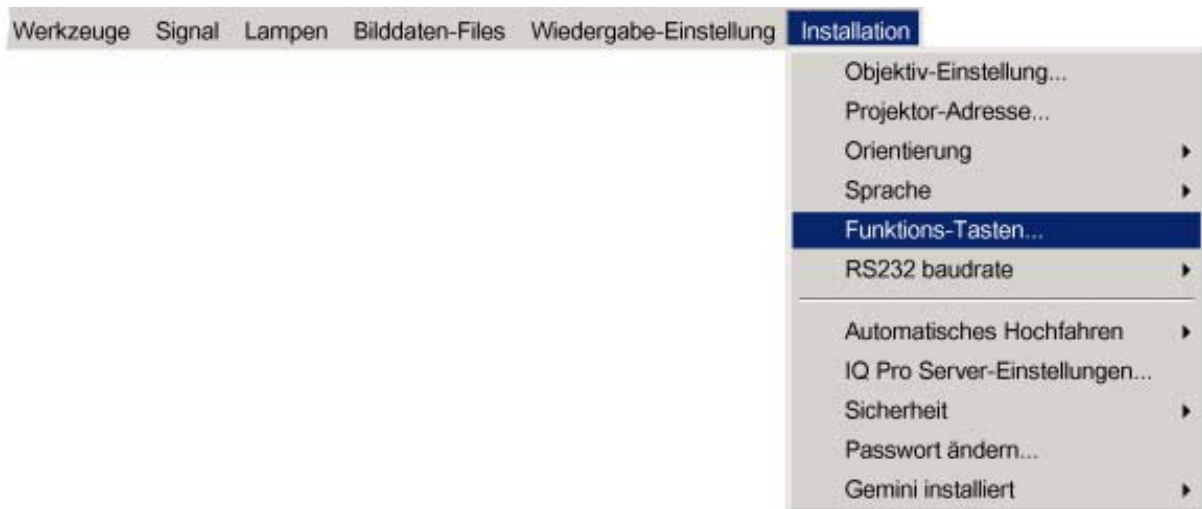 Werkzeuge Signal Lampen Bilddaten-Files Wiedergabe-Einstellung Installation
Objektiv-Einstellung...
Projektor-Adresse...
Orientierung
Sprache
Funktions-Tasten...
RS232 baudrate
Automatisches Hochfahren
IQ Pro Server-Einstellungen...
Sicherheit
Passwort ändern...
Gemini installiert